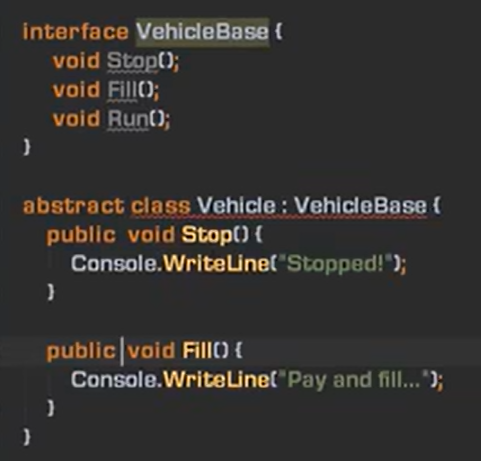 interface VehicleBase {
void Stop();
void Fill();
void Run();
}
abstract class Vehicle : VehicleBase {
public  void Stop() {
Console.WriteLine("Stopped!");
}
public void Fill() {
Console.WriteLine("Pay and fill...");
}
}